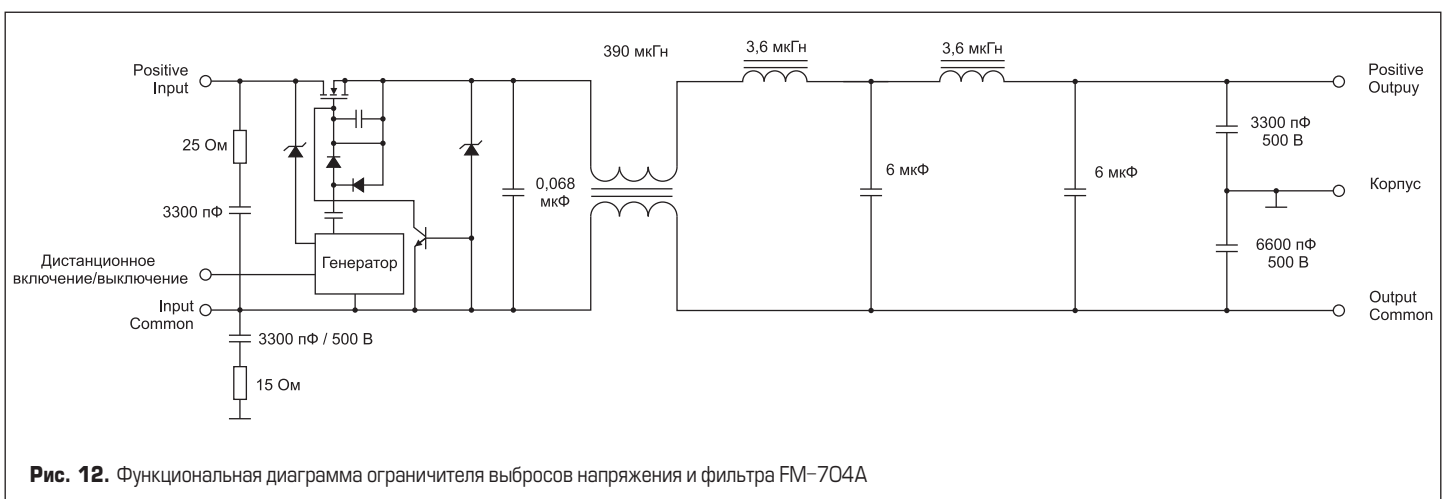 390 мкГн
3,6 мкГн
3,6 мкГн
Positive
Input
Positive
Outpuy
25 Ом
3300 пФ
500 В
3300 пФ
0,068
мкФ
6 мкФ
6 мкФ
Корпус
Дистанционное
включение/выключение
Генератор
6600 пФ
500 В
Input
Common
Output
Common
3300 пФ / 500 В
15 Ом
Рис. 12. Функциональная диаграмма ограничителя выбросов напряжения и фильтра FM-704A